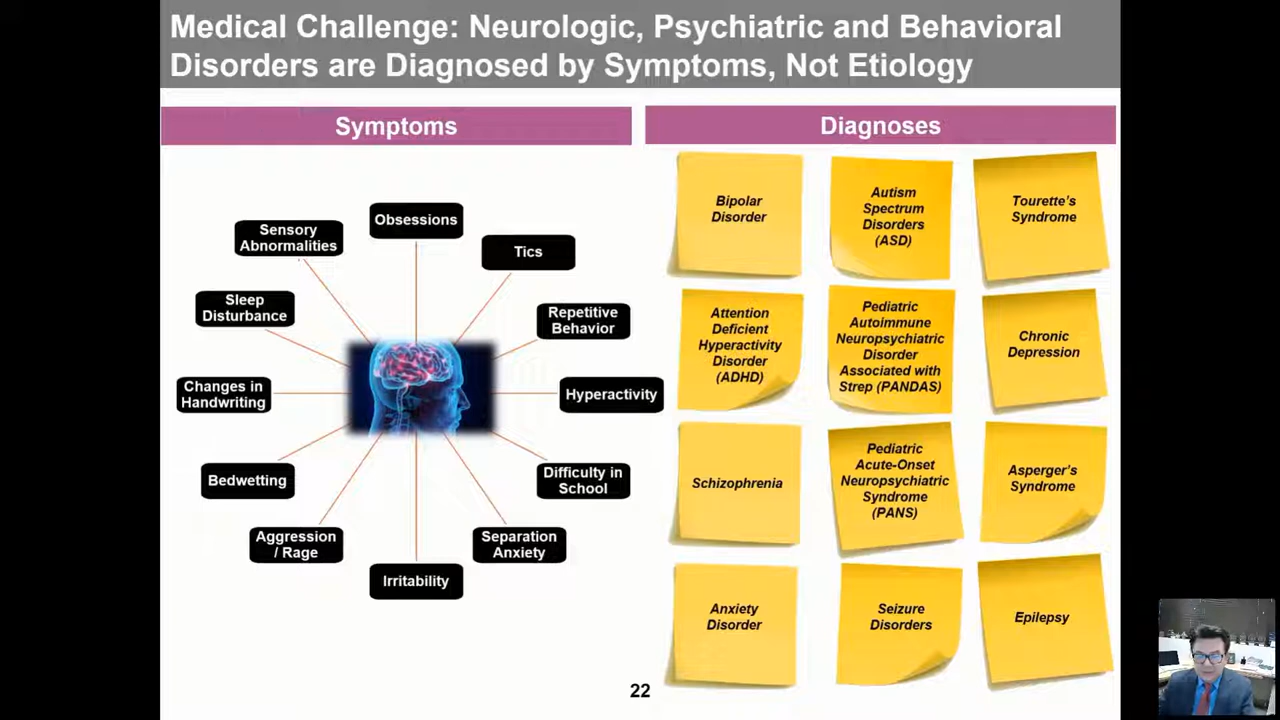 Medical Challenge: Neurologic, Psychiatric and Behavioral
Disorders are Diagnosed by Symptoms, Not Etiology
Symptoms
Obsessions
Sensory
Abnormalities
Tics
Sleep
Disturbance
Repetitive
Behavior
Changes in
Handwriting
Hyperactivity
Bedwetting
Difficulty in
School
Aggression
/ Rage
Separation
Anxiety
Irritability
Diagnoses
Bipolar
Disorder
Autism
Spectrum
Disorders
(ASD)
Tourette's
Syndrome
Attention
Deficient
Hyperactivity
Disorder
(ADHD)
Pediatric
Autoimmune
Neuropsychiatric
Disorder
Associated with
Strep (PANDAS)
Chronic
Depression
Schizophrenia
Pediatric
Acute-Onset
Neuropsychiatric
Syndrome
(PANS)
Asperger's
Syndrome
Anxiety
Disorder
Seizure
Disorders
Epilepsy
22